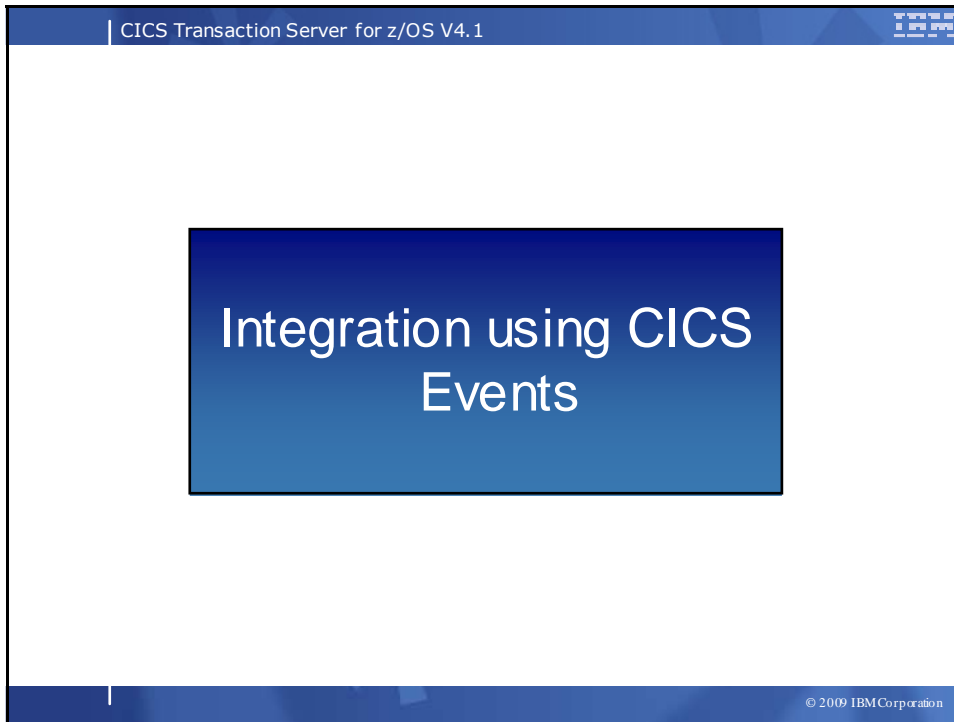 CICS Transaction Server for z/OS V4.1
IBM
Integration using CICS
Events
© 2009 IBM Corporation